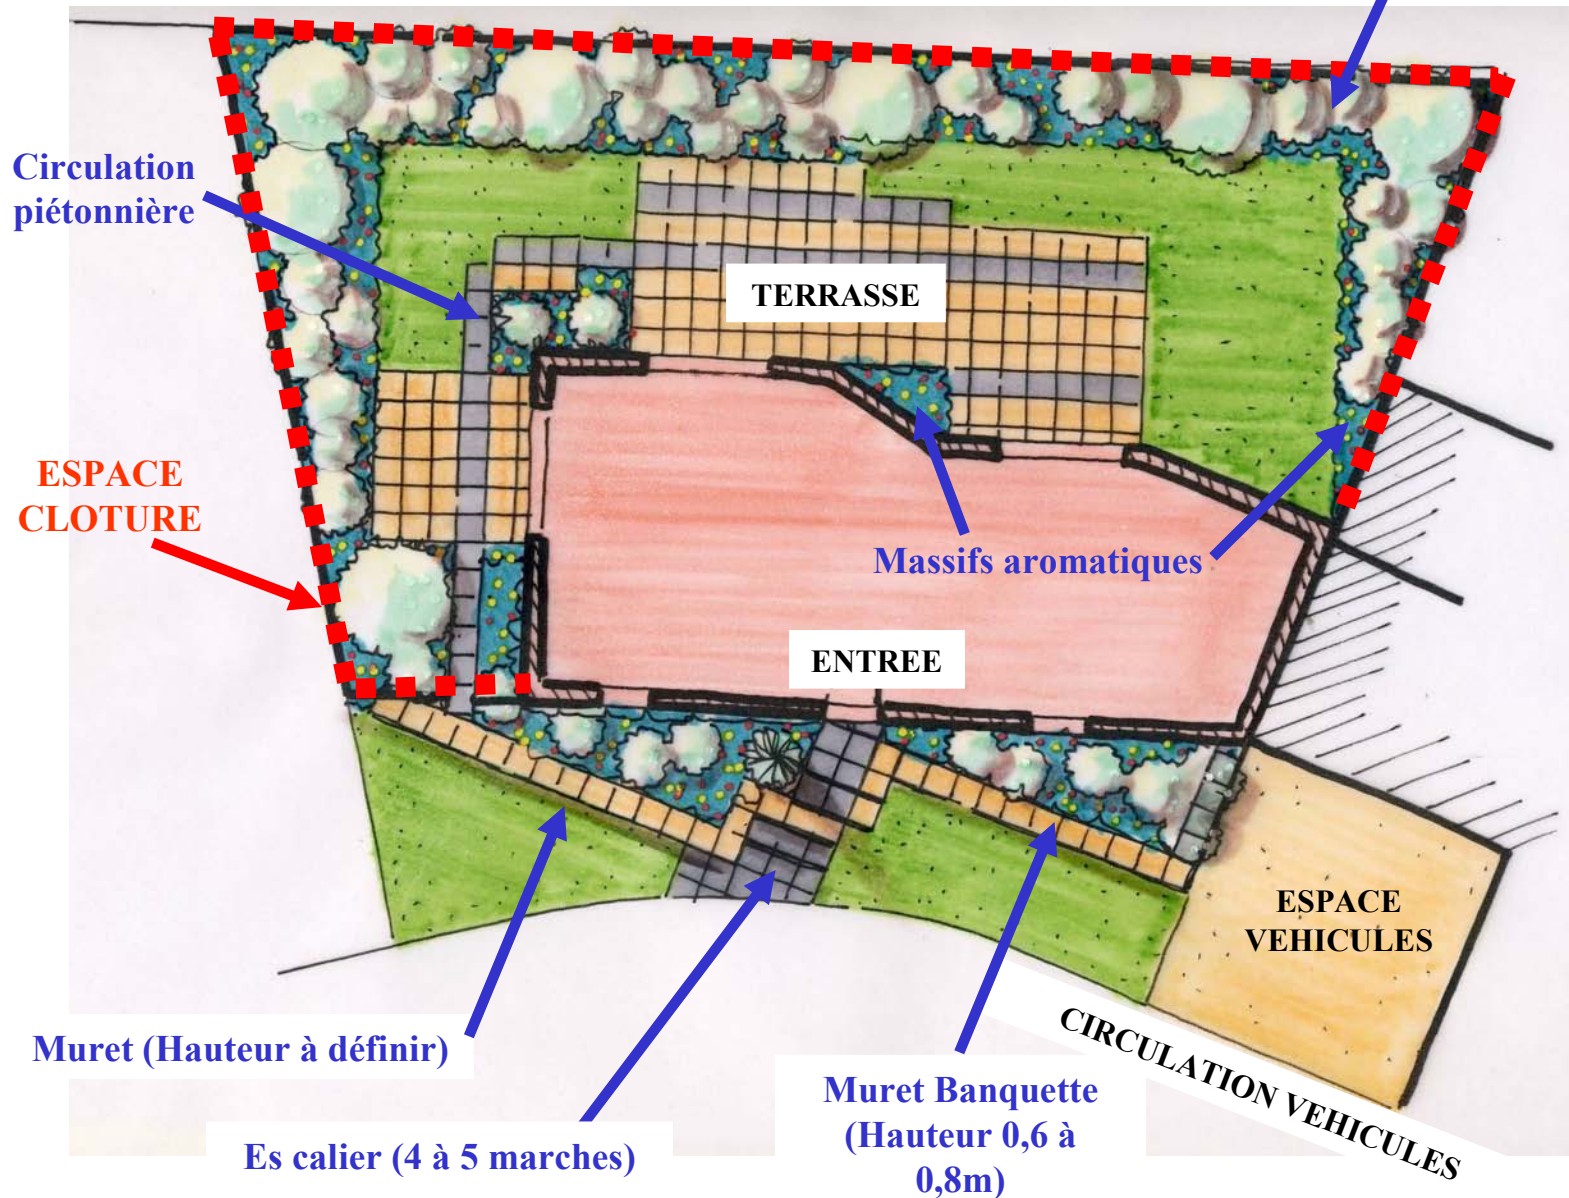 Circulation
piétonnière
TERRASSE
ESPACE
CLOTURE
Massifs aromatiques
ENTREE
ESPACE
VEHICULES
CIRCULATION VEHICULES
Muret (Hauteur à définir)
Muret Banquette
(Hauteur 0,6 à
0,8m)
Es calier (4 à 5 marches)